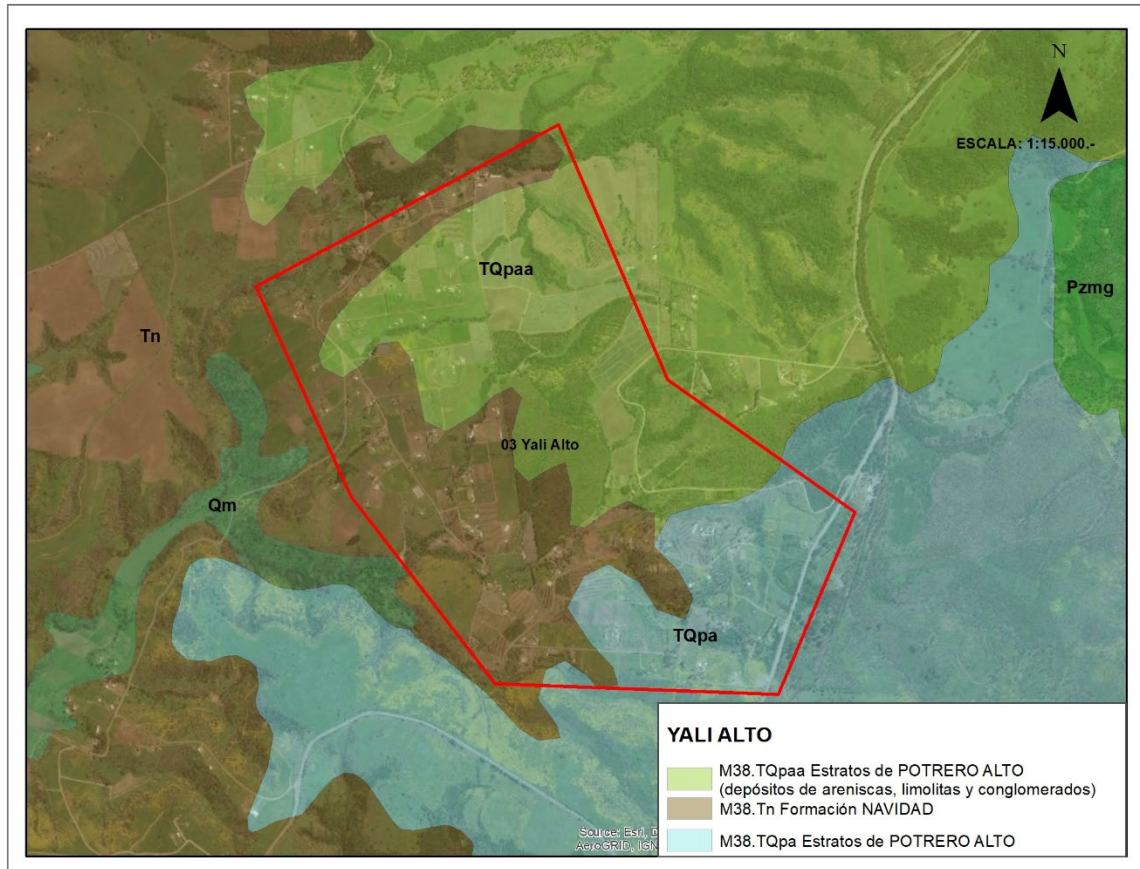 N
ESCALA: 1:15.000.-
TQpaa
Pzmg
Tn
03 Yali Alto
Qm
TQpa
YALI ALTO
M38.TQpaa Estratos de POTRERO ALTO
(depósitos de areniscas, limolitas y conglomerados)
M38.Tn Formación NAVIDAD
M38.TQpa Estratos de POTRERO ALTO
Source: Esri, D
AeroGRID, IGN